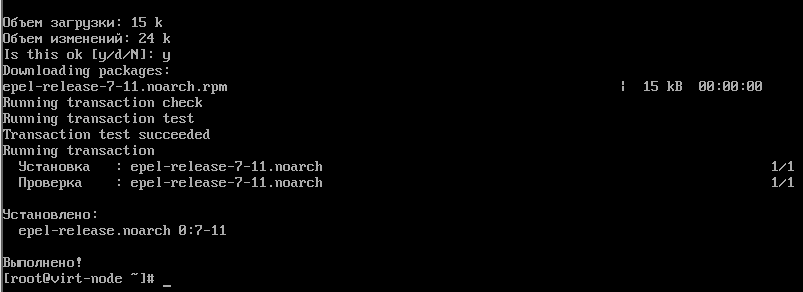 Объем загрузки: 15 k
Объем изменений: 24 k
Is this ok [y/d/N]: y
Downloading packages:
epel-release-7-11.noarch.rpm | 15 kB 00:00:00
Running transaction check
Running transaction test
Transaction test succeeded
Running transaction
Установка : epel-release-7-11.noarch 1/1
Проверка : epel-release-7-11.noarch 1/1
Установлено:
epel-release.noarch 0:7-11
Выполнено!
[root@virt-node ~]# _